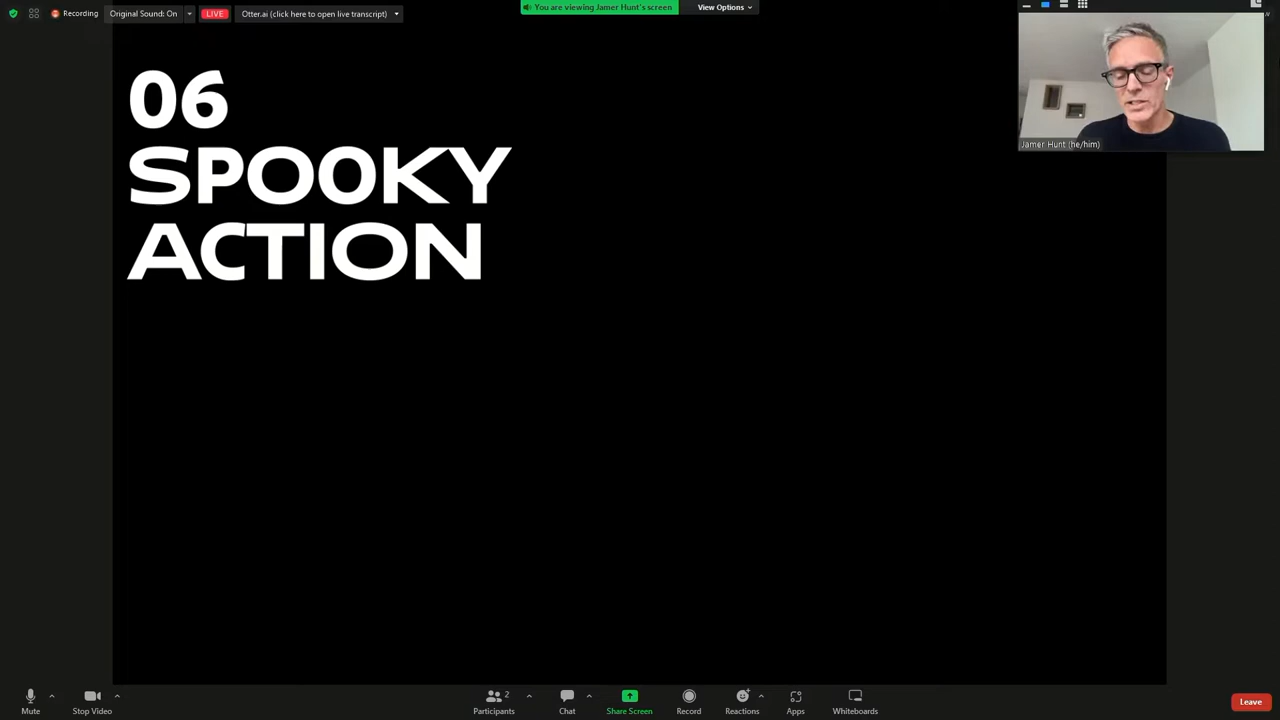 Recording
Original Sound: On
LIVE
Otter.ai (click here to open live transcript)
You are viewing Jamer Hunt's screen
View Options
06
SPOOKY
ACTION
Jamer Hunt (he/him)
Mute
Stop Video
Participants
2
Chat
Share Screen
Record
Reactions
Apps
Whiteboards
Leave